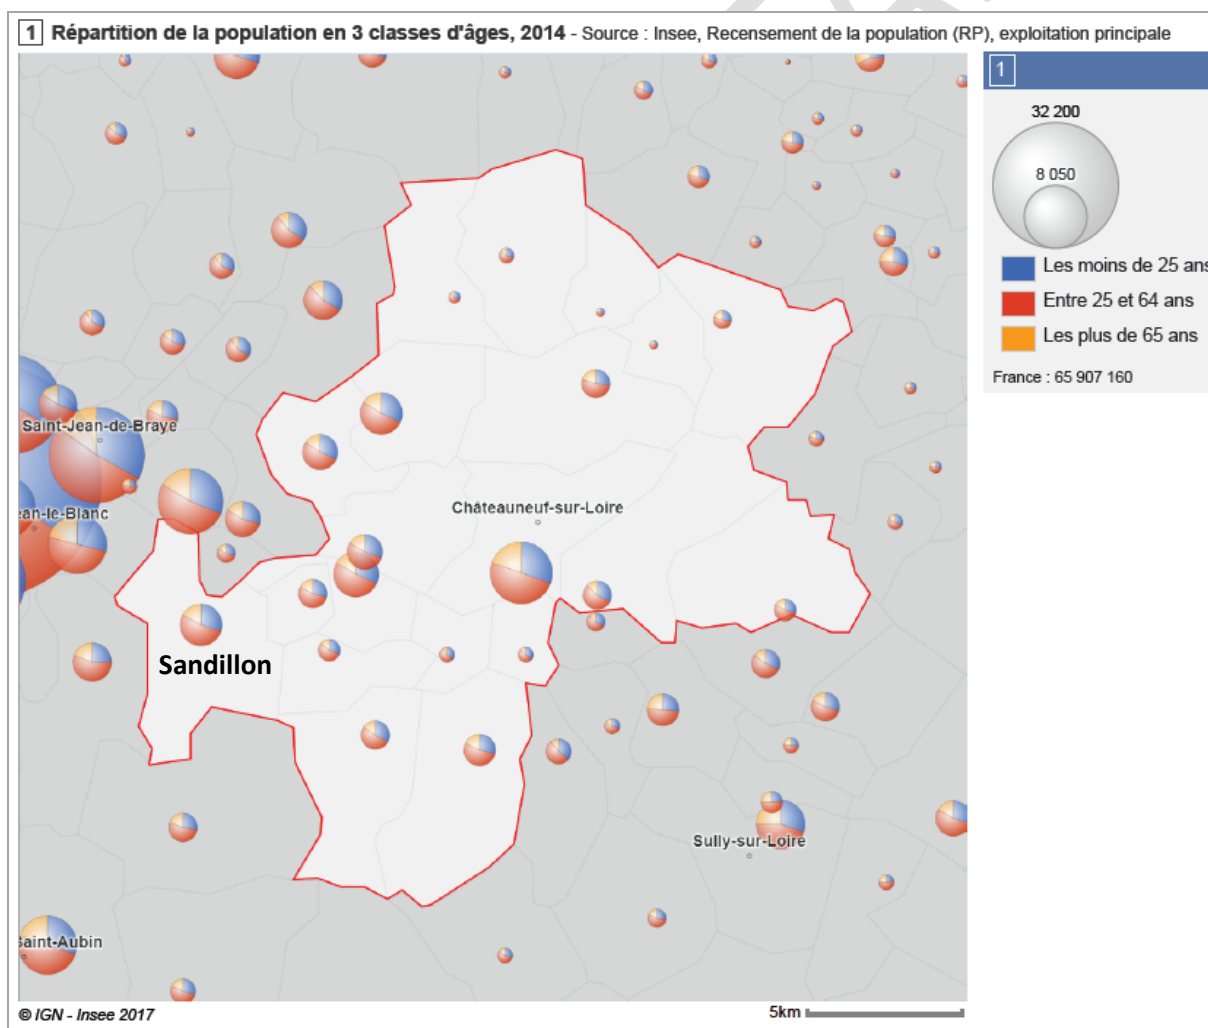 1 Répartition de la population en 3 classes d'âges, 2014 - Source : Insee, Recensement de la population (RP), exploitation principale
1
32 200
8 050
Les moins de 25 ans
Entre 25 et 64 ans
Les plus de 65 ans
France : 65 907 160
Saint-Jean-de-Braye
Châteauneuf-sur-Loire
ean-le-Blanc
Sandillon
Sully-sur-Loire
Saint-Aubin
5km
© IGN - Insee 2017